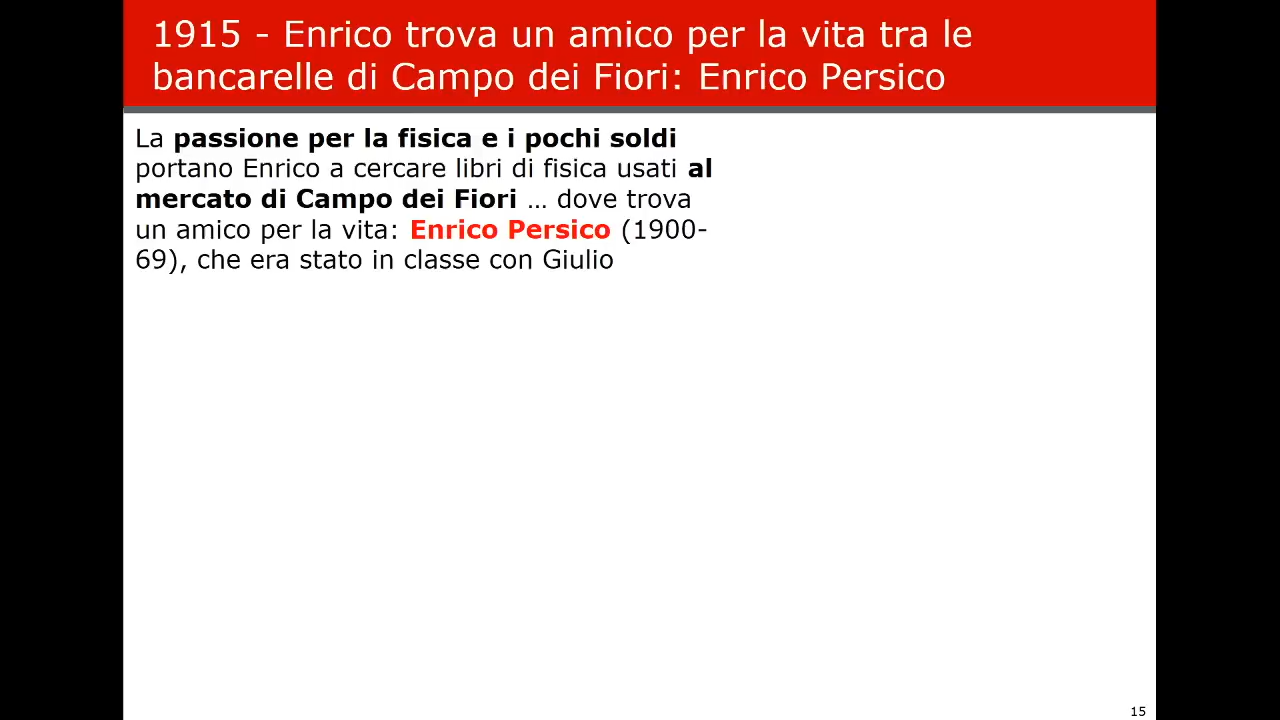 1915 - Enrico trova un amico per la vita tra le
bancarelle di Campo dei Fiori: Enrico Persico
La passione per la fisica e i pochi soldi
portano Enrico a cercare libri di fisica usati al
mercato di Campo dei Fiori … dove trova
un amico per la vita: Enrico Persico (1900-
69), che era stato in classe con Giulio
15